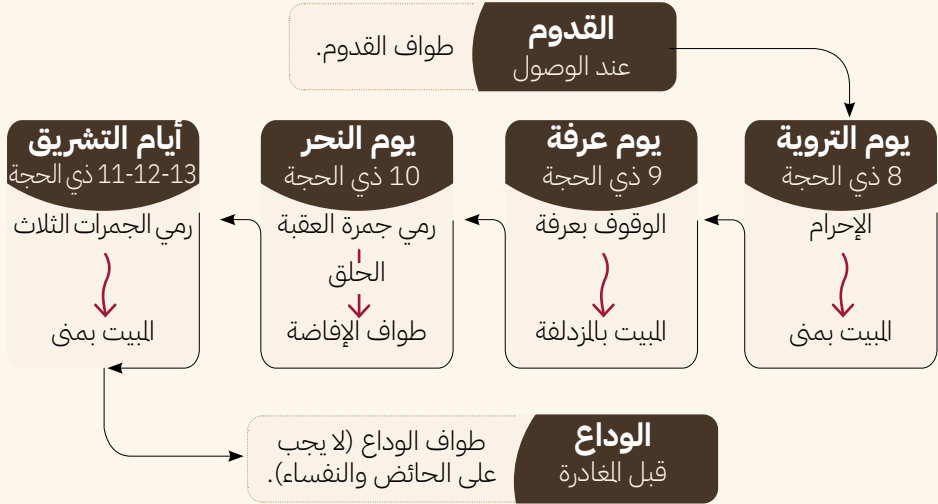 القدوم
عند الوصول
طواف القدوم.
يوم التروية
8 ذي الحجة
الإحرام
المبيت بمنى
يوم عرفة
9 ذي الحجة
الوقوف بعرفة
المبيت بالمزدلفة
يوم النحر
10 ذي الحجة
رمي جمرة العقبة
الحلق
طواف الإفاضة
أيام التشريق
11-12-13 ذي الحجة
رمي الجمرات الثلاث
المبيت بمنى
الوداع
قبل المغادرة
طواف الوداع (لا يجب
على الحائض والنفساء).